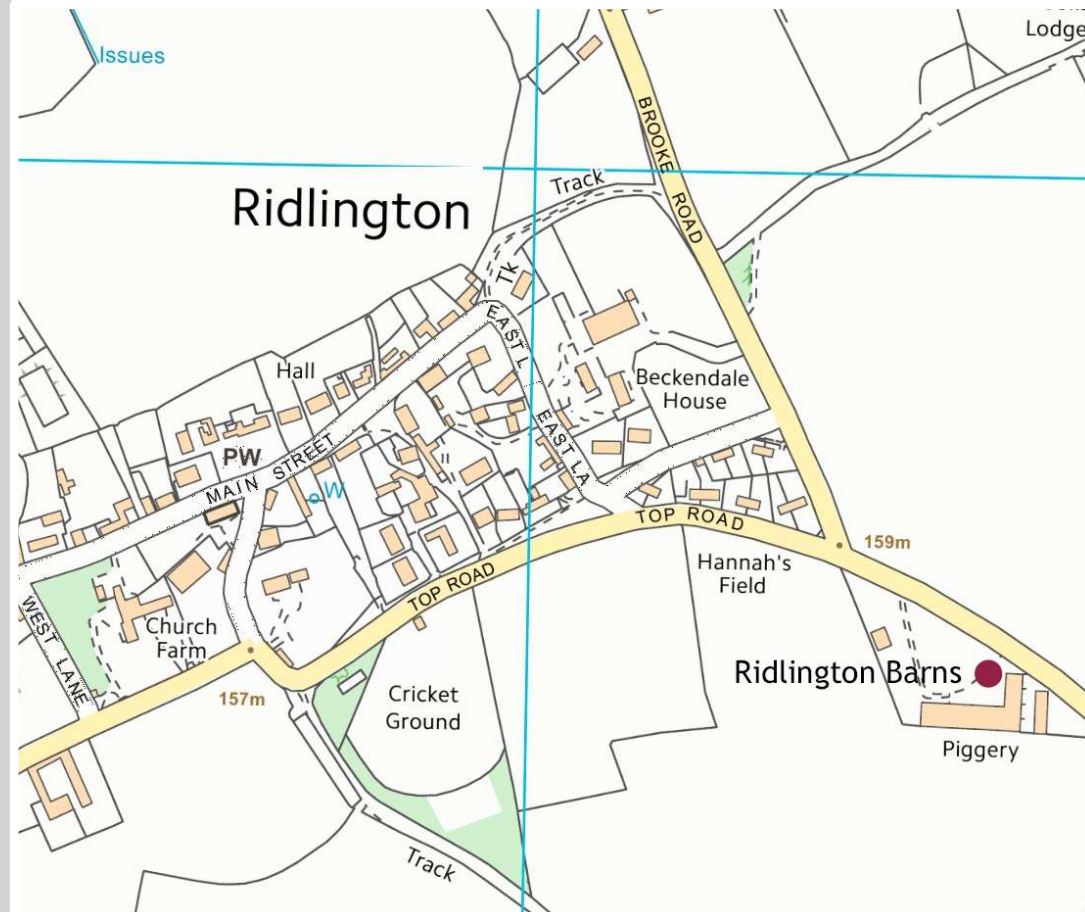 Lodge
Issues
BROOKE ROAD
Track
Ridlington
Tk
EAST L
Hall
Beckendale
House
EAST LA
PW
MAIN STREET
W
TOP ROAD
159m
Hannah's
Field
TOP ROAD
WEST LANE
Church
Farm
Ridlington Barns
157m
Cricket
Ground
Piggery
Track